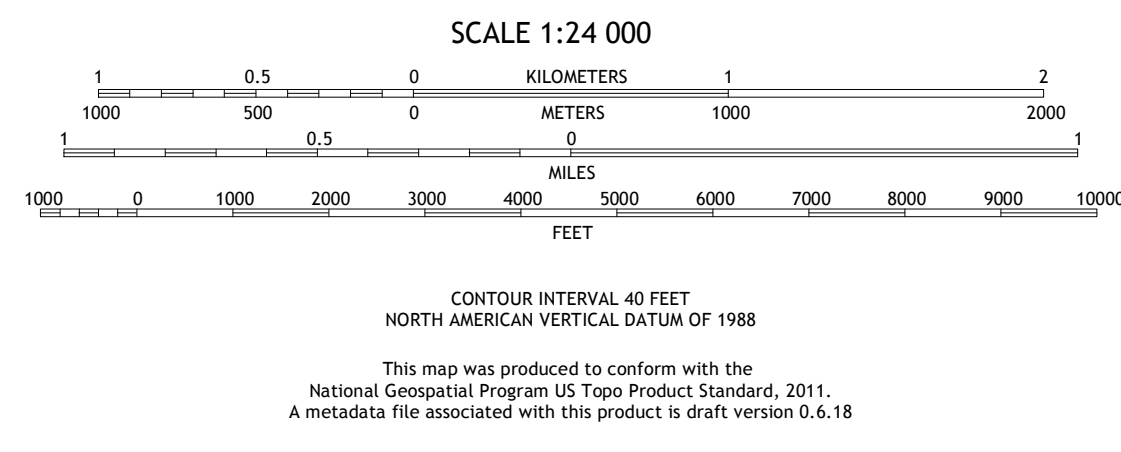 SCALE 1:24 000
1 0.5 0 KILOMETERS 1 2
1000 500 0 METERS 1000 2000
1 0.5 0 1
MILES
1000 0 1000 2000 3000 4000 5000 6000 7000 8000 9000 10000
FEET
CONTOUR INTERVAL 40 FEET
NORTH AMERICAN VERTICAL DATUM OF 1988
This map was produced to conform with the
National Geospatial Program US Topo Product Standard, 2011.
A metadata file associated with this product is draft version 0.6.18